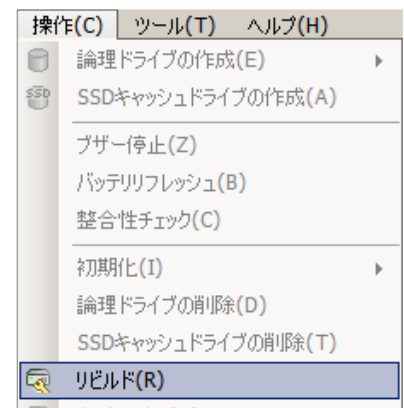 操作(C) ツール(T) ヘルプ(H)
論理ドライブの作成(E)
SSD SSDキャッシュドライブの作成(A)
ブザー停止(Z)
バッテリリフレッシュ(B)
整合性チェック(C)
初期化(I)
論理ドライブの削除(D)
SSDキャッシュドライブの削除(T)
リビルド(R)